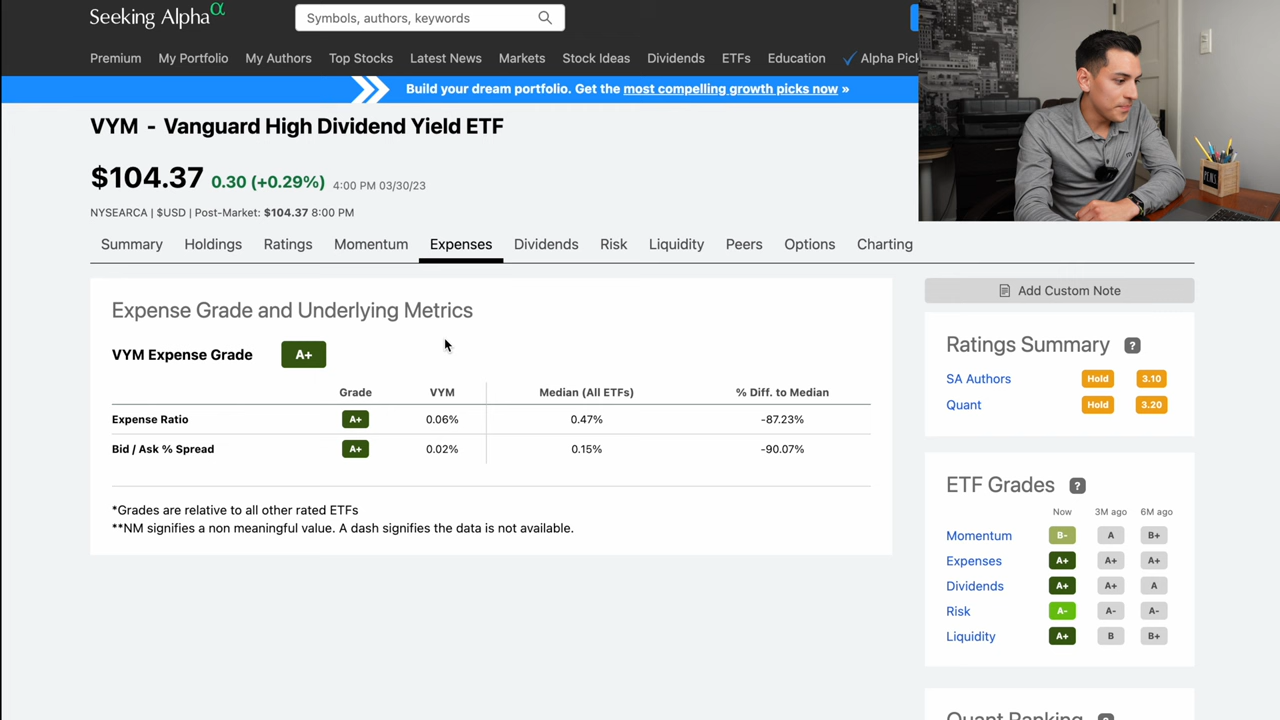 Seeking Alpha α
Symbols, authors, keywords
Premium My Portfolio My Authors Top Stocks Latest News Markets Stock Ideas Dividends ETFs Education Alpha
Build your dream portfolio. Get the most compelling growth picks now »
VYM - Vanguard High Dividend Yield ETF
$104.37 0.30 (+0.29%) 4:00 PM 03/30/23
NYSEARCA | $USD | Post-Market: $104.37 8:00 PM
Summary Holdings Ratings Momentum Expenses Dividends Risk Liquidity Peers Options Charting
Expense Grade and Underlying Metrics
VYM Expense Grade A+
Grade VYM Median (All ETFs) % Diff. to Median
Expense Ratio A+ 0.06% 0.47% -87.23%
Bid / Ask % Spread A+ 0.02% 0.15% -90.07%
*Grades are relative to all other rated ETFs
**NM signifies a non meaningful value. A dash signifies the data is not available.
Add Custom Note
Ratings Summary ?
SA Authors Hold 3.10
Quant Hold 3.20
ETF Grades ?
Now 3M ago 6M ago
Momentum B- A B+
Expenses A+ A+ A+
Dividends A+ A+ A
Risk A- A- A-
Liquidity A+ B B+
Quant Ranking ?